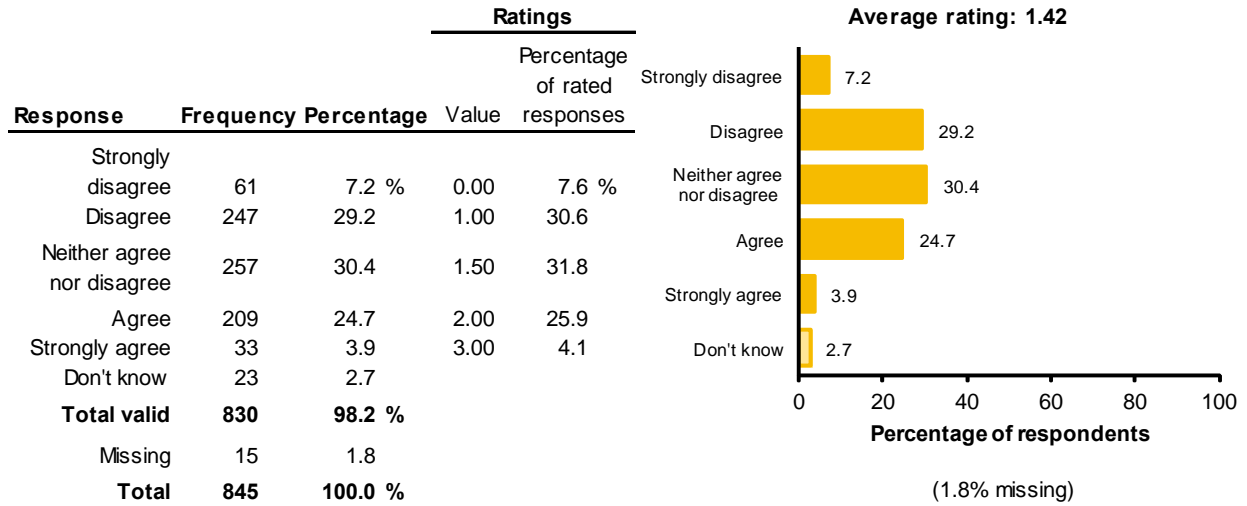 Ratings
Response Frequency Percentage Value Percentage of rated responses
Strongly disagree 61 7.2 % 0.00 7.6 %
Disagree 247 29.2 1.00 30.6
Neither agree nor disagree 257 30.4 1.50 31.8
Agree 209 24.7 2.00 25.9
Strongly agree 33 3.9 3.00 4.1
Don't know 23 2.7
Total valid 830 98.2 %
Missing 15 1.8
Total 845 100.0 %
Average rating: 1.42
Strongly disagree 7.2
Disagree 29.2
Neither agree
nor disagree 30.4
Agree 24.7
Strongly agree 3.9
Don't know 2.7
0 20 40 60 80 100
Percentage of respondents
(1.8% missing)